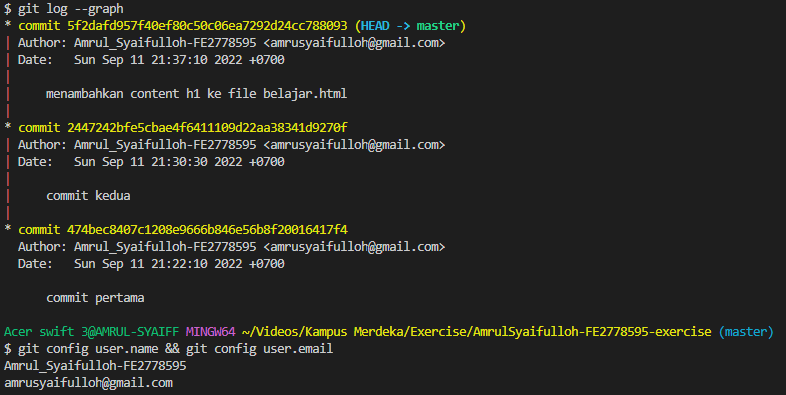 $ git log --graph
* commit 5f2dafd957f40ef80c50c06ea7292d24cc788093 (HEAD -> master)
| Author: Amrul_Syaifulloh-FE2778595 <amrusyaifulloh@gmail.com>
| Date:   Sun Sep 11 21:37:10 2022 +0700
|
|     menambahkan content h1 ke file belajar.html
|
* commit 2447242bfe5cbae4f6411109d22aa38341d9270f
| Author: Amrul_Syaifulloh-FE2778595 <amrusyaifulloh@gmail.com>
| Date:   Sun Sep 11 21:30:30 2022 +0700
|
|     commit kedua
|
* commit 474bec8407c1208e9666b846e56b8f20016417f4
  Author: Amrul_Syaifulloh-FE2778595 <amrusyaifulloh@gmail.com>
  Date:   Sun Sep 11 21:22:10 2022 +0700

      commit pertama

Acer swift 3@AMRUL-SYAIFF MINGW64 ~/Videos/Kampus Merdeka/Exercise/AmrulSyaifulloh-FE2778595-exercise (master)
$ git config user.name && git config user.email
Amrul_Syaifulloh-FE2778595
amrusyaifulloh@gmail.com